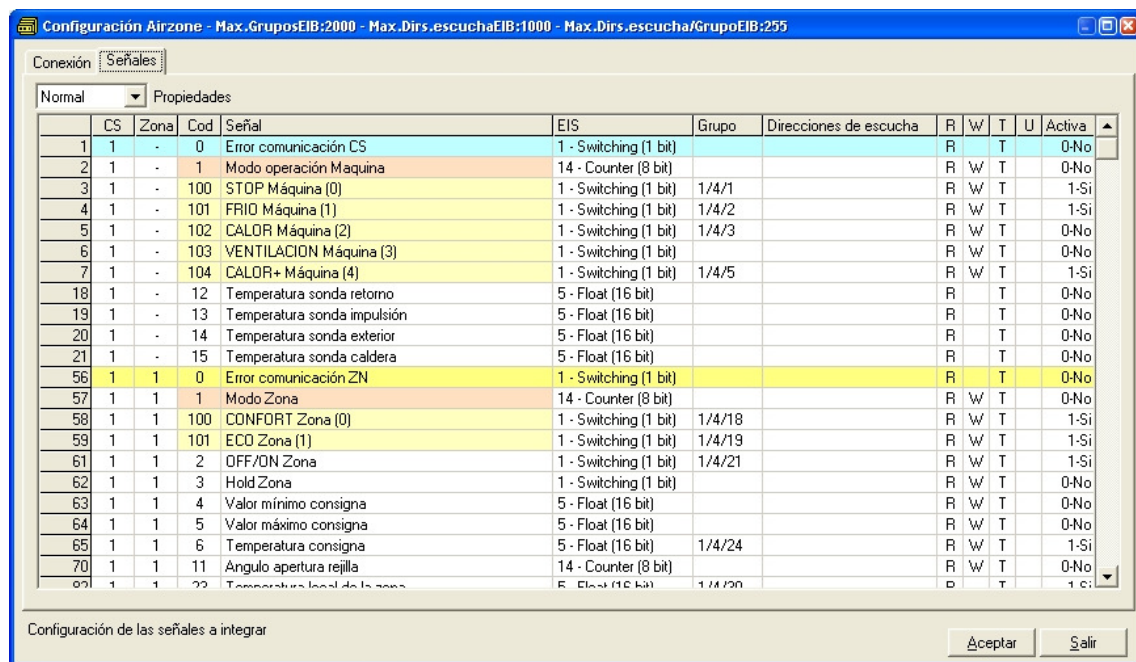 Configuración Airzone - Max.GruposEIB:2000 - Max.Dirs.escuchaEIB:1000 - Max.Dirs.escucha/GrupoEIB:255
Conexión Señales
Normal Propiedades
CS Zona Cod Señal EIS Grupo Direcciones de escucha R W T U Activa
1 1 - 0 Error comunicación CS 1 - Switching (1 bit) R T 0-No
2 1 - 1 Modo operación Maquina 14 - Counter (8 bit) R W T 0-No
3 1 - 100 STOP Máquina (0) 1 - Switching (1 bit) 1/4/1 R W T 1-Si
4 1 - 101 FRIO Máquina (1) 1 - Switching (1 bit) 1/4/2 R W T 1-Si
5 1 - 102 CALOR Máquina (2) 1 - Switching (1 bit) 1/4/3 R W T 1-Si
6 1 - 103 VENTILACION Máquina (3) 1 - Switching (1 bit) R W T 0-No
7 1 - 104 CALOR+ Máquina (4) 1 - Switching (1 bit) 1/4/5 R W T 1-Si
18 1 - 12 Temperatura sonda retorno 5 - Float (16 bit) R T 0-No
19 1 - 13 Temperatura sonda impulsión 5 - Float (16 bit) R T 0-No
20 1 - 14 Temperatura sonda exterior 5 - Float (16 bit) R T 0-No
21 1 - 15 Temperatura sonda caldera 5 - Float (16 bit) R T 0-No
56 1 1 0 Error comunicación ZN 1 - Switching (1 bit) R T 0-No
57 1 1 1 Modo Zona 14 - Counter (8 bit) R W T 0-No
58 1 1 100 CONFORT Zona (0) 1 - Switching (1 bit) 1/4/18 R W T 1-Si
59 1 1 101 ECO Zona (1) 1 - Switching (1 bit) 1/4/19 R W T 1-Si
61 1 1 2 OFF/ON Zona 1 - Switching (1 bit) 1/4/21 R W T 1-Si
62 1 1 3 Hold Zona 1 - Switching (1 bit) R W T 0-No
63 1 1 4 Valor mínimo consigna 5 - Float (16 bit) R W T 0-No
64 1 1 5 Valor máximo consigna 5 - Float (16 bit) R W T 0-No
65 1 1 6 Temperatura consigna 5 - Float (16 bit) 1/4/24 R W T 1-Si
70 1 1 11 Angulo apertura rejilla 14 - Counter (8 bit) R W T 0-No
1 1 Temperatura local de la zona 5 - Float (16 bit) R T 1-Si
Configuración de las señales a integrar
Aceptar Salir